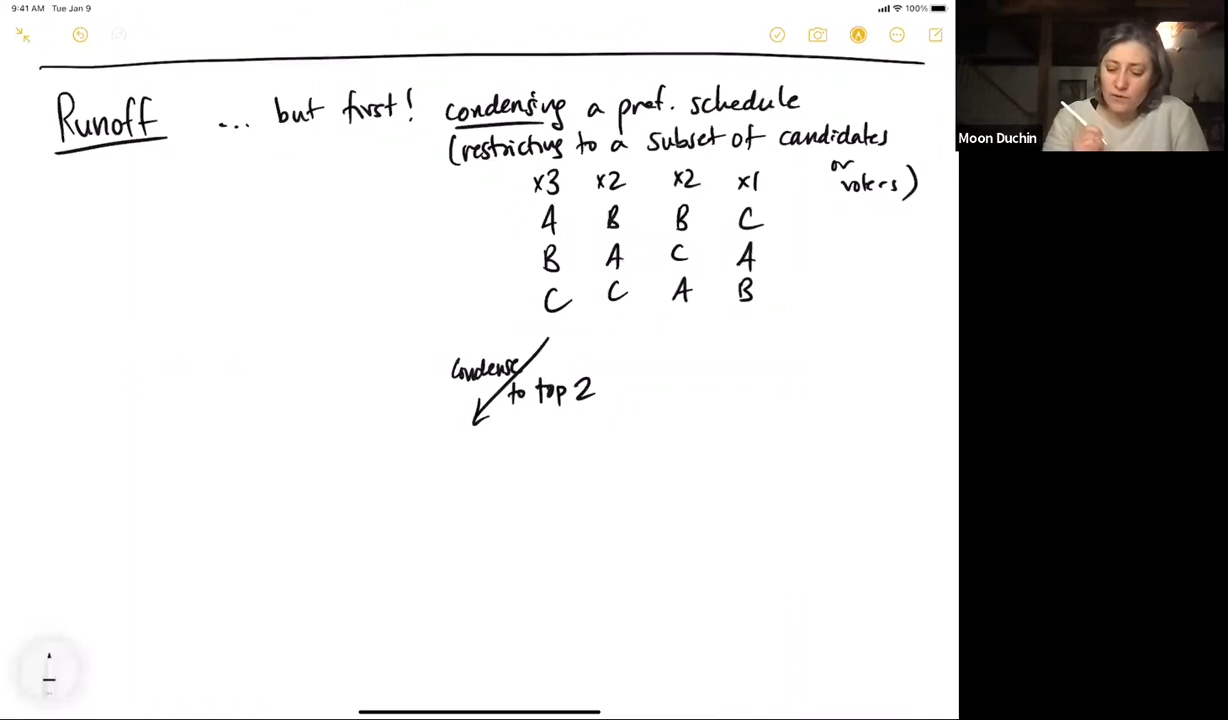 9:41 AM Tue Jan 9
100%
Runoff ... but first! condensing a pref. schedule
(restricting to a subset of candidates
or
voters)
Moon Duchin
x3 x2 x2 x1
A B B C
B A C A
C C A B
condense
to top 2